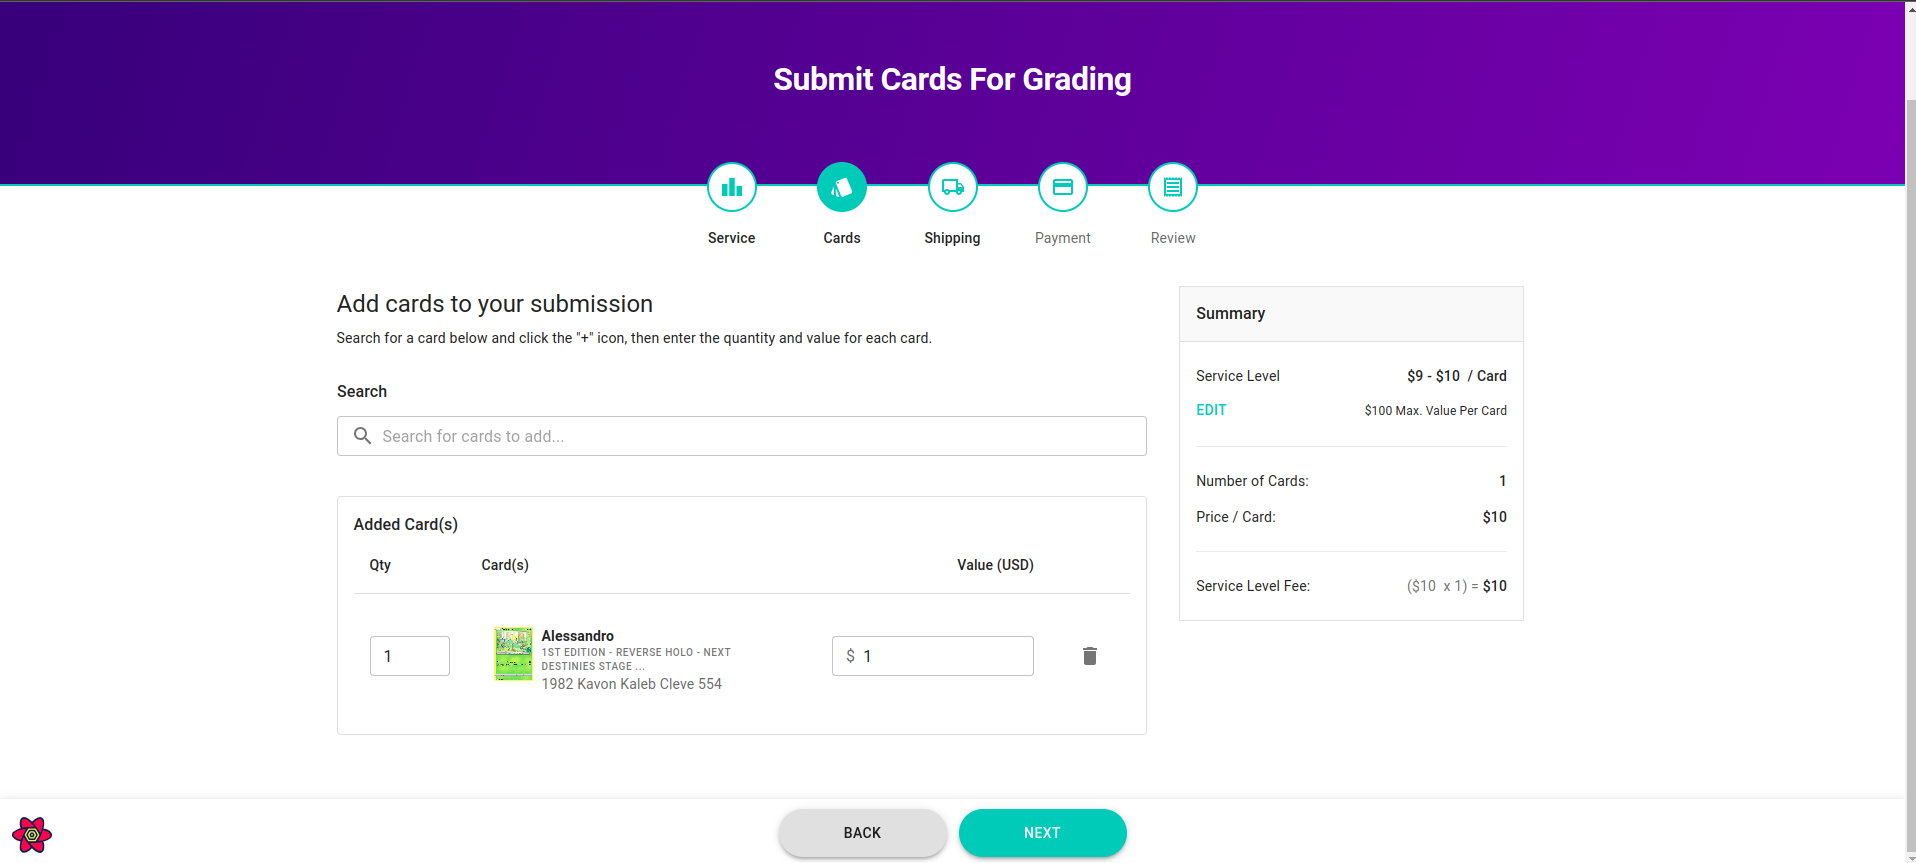 Submit Cards For Grading
Service
Cards
Shipping
Payment
Review
Add cards to your submission
Search for a card below and click the "+" icon, then enter the quantity and value for each card.
Search
Search for cards to add...
Added Card(s)
Qty Card(s) Value (USD)
1
Alessandro
1ST EDITION - REVERSE HOLO - NEXT
DESTINIES STAGE ...
1982 Kavon Kaleb Cleve 554
$ 1
Summary
Service Level $9 - $10 / Card
EDIT $100 Max. Value Per Card
Number of Cards: 1
Price / Card: $10
Service Level Fee: ($10 x 1) = $10
BACK
NEXT